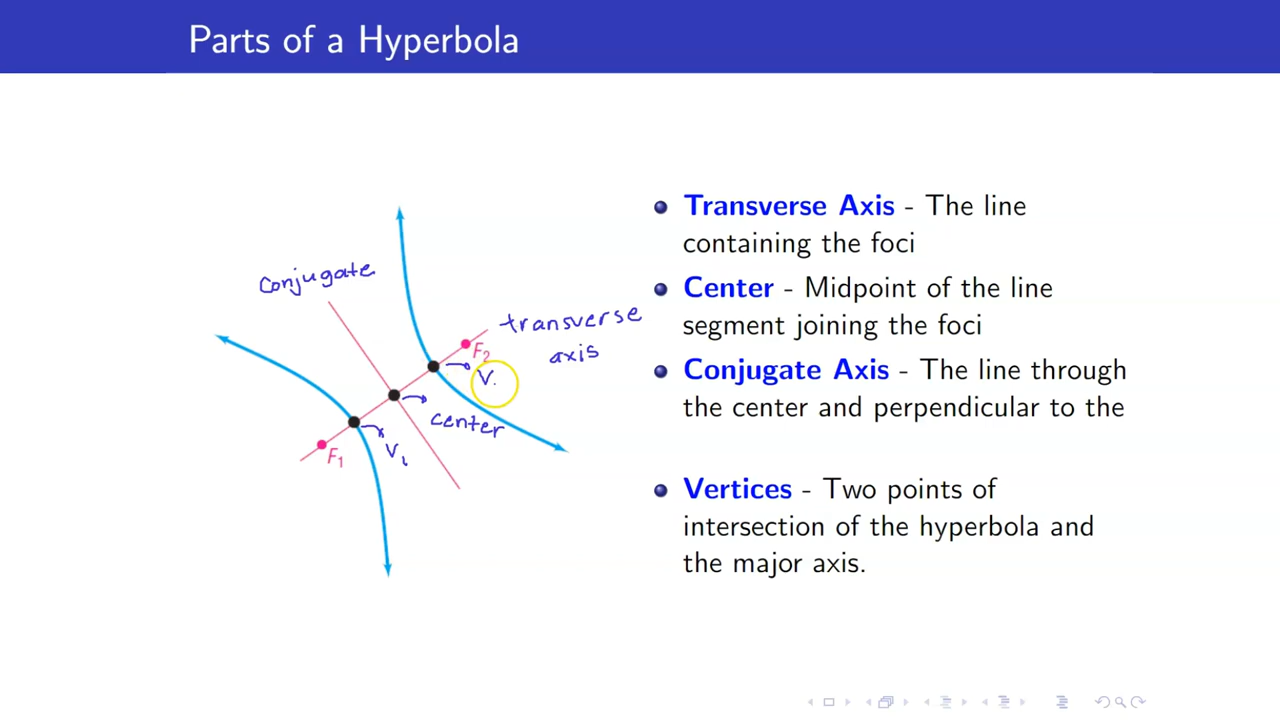 Parts of a Hyperbola
Conjugate
transverse
axis
F2
V.
center
F1
V1
Transverse Axis - The line
containing the foci
Center - Midpoint of the line
segment joining the foci
Conjugate Axis - The line through
the center and perpendicular to the
Vertices - Two points of
intersection of the hyperbola and
the major axis.